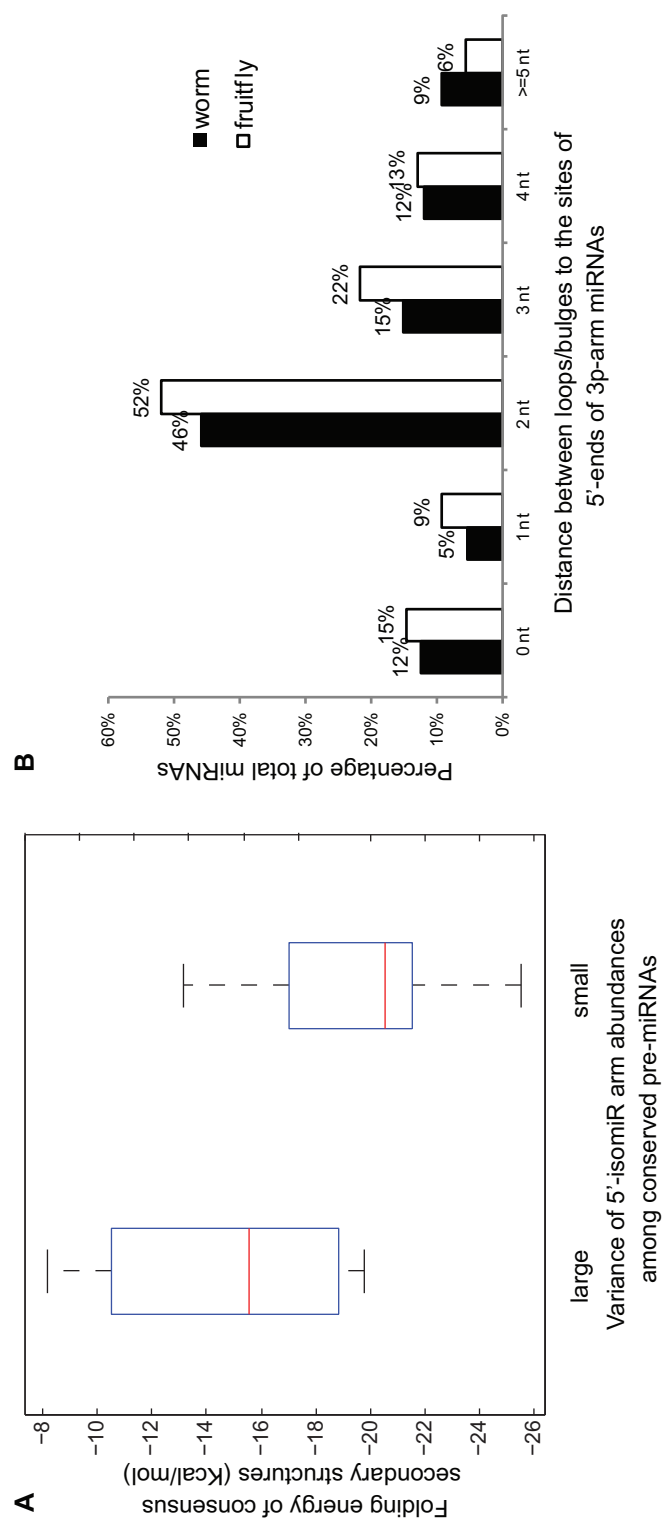 A
Folding energy of consensus
secondary structures (Kcal/mol)
−8
−10
−12
−14
−16
−18
−20
−22
−24
−26
large
small
Variance of 5'-isomiR arm abundances
among conserved pre-miRNAs
B
Percentage of total miRNAs
60%
50%
40%
30%
20%
10%
0%
12%
15%
5%
9%
46%
52%
15%
22%
12%
13%
9%
6%
worm
fruitfly
0 nt
1 nt
2 nt
3 nt
4 nt
>=5 nt
Distance between loops/bulges to the sites of
5'-ends of 3p-arm miRNAs